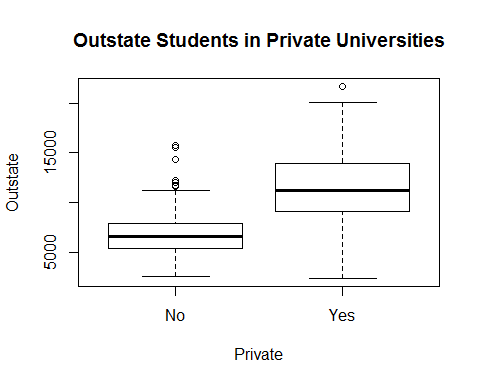 Outstate Students in Private Universities
Outstate
15000
5000
No
Yes
Private